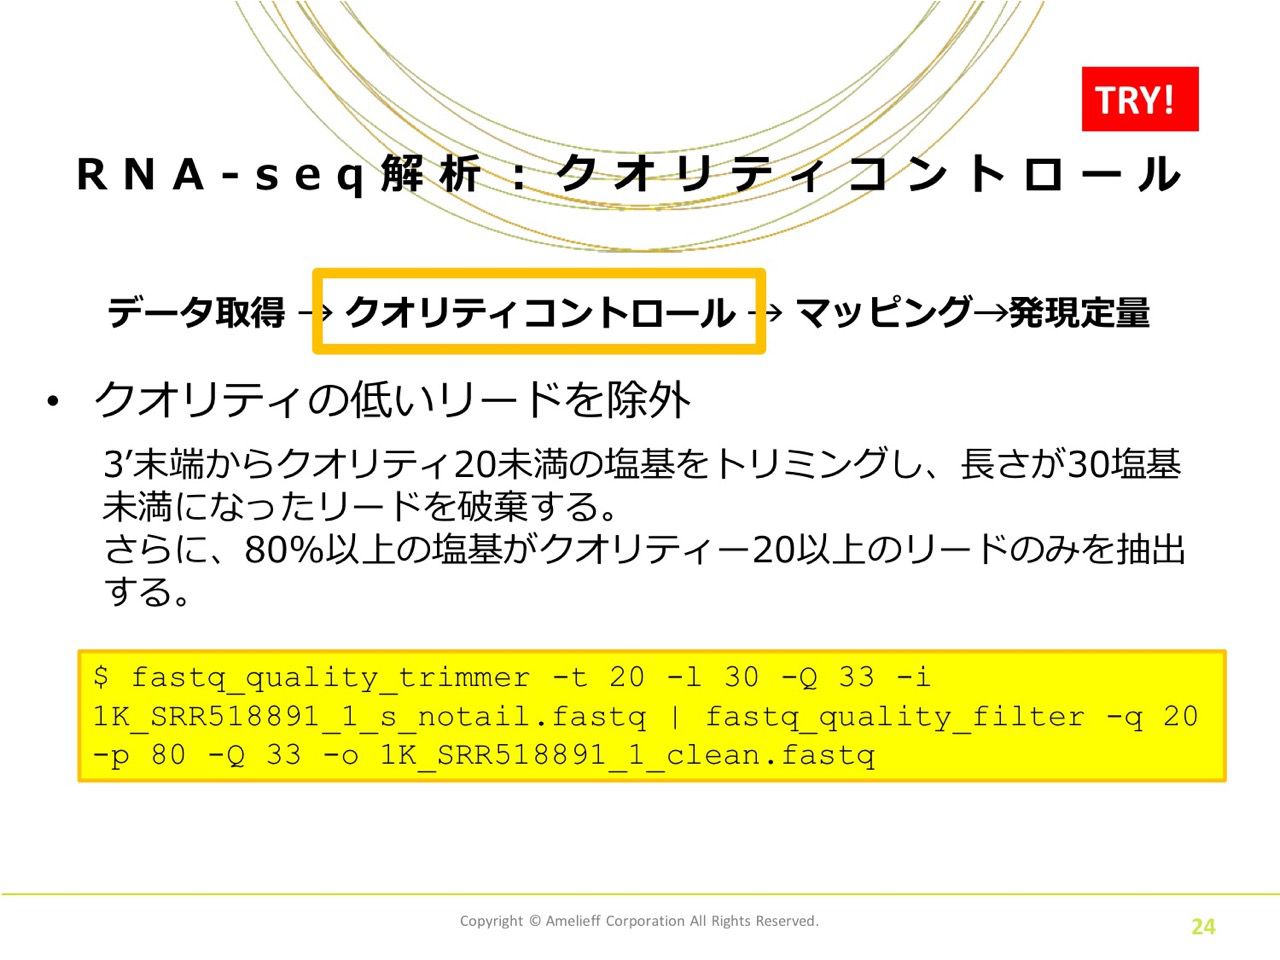 TRY!
RNA-seq解析：クオリティコントロール
データ取得 → クオリティコントロール → マッピング→発現定量
• クオリティの低いリードを除外
3’末端からクオリティ20未満の塩基をトリミングし、長さが30塩基
未満になったリードを破棄する。
さらに、80%以上の塩基がクオリティー20以上のリードのみを抽出
する。
$ fastq_quality_trimmer -t 20 -l 30 -Q 33 -i
1K_SRR518891_1_s_notail.fastq | fastq_quality_filter -q 20
-p 80 -Q 33 -o 1K_SRR518891_1_clean.fastq
Copyright © Amelieff Corporation All Rights Reserved.
24